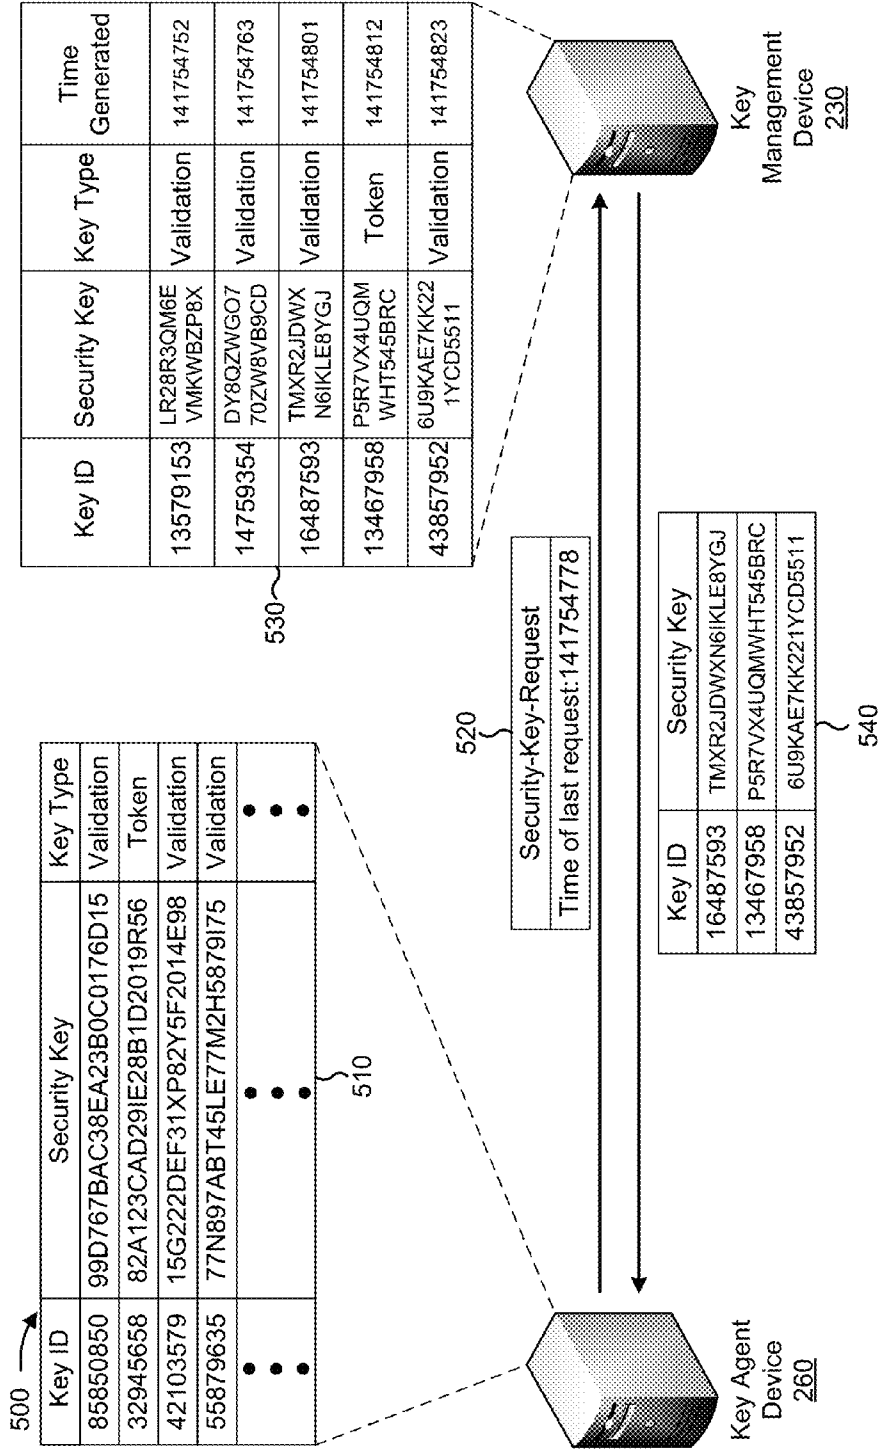 500
Key ID Security Key Key Type
85850850 99D767BAC38EA23B0C0176D15 Validation
32945658 82A123CAD29IE28B1D2019R56 Token
42103579 15G222DEF31XP82Y5F2014E98 Validation
55879635 77N897ABT45LE77M2H5879I75 Validation
510
Key ID Security Key Key Type Time
Generated
13579153 LR28R3QM6E
VMKWBZP8X Validation 141754752
14759354 DY8QZWGO7
70ZW8VB9CD Validation 141754763
16487593 TMXR2JDWX
N6IKLE8YGJ Validation 141754801
13467958 P5R7VX4UQM
WHT545BRC Token 141754812
43857952 6U9KAE7KK22
1YCD5511 Validation 141754823
530
520
Security-Key-Request
Time of last request:141754778
Key ID Security Key
16487593 TMXR2JDWXN6IKLE8YGJ
13467958 P5R7VX4UQMWHT545BRC
43857952 6U9KAE7KK221YCD5511
540
Key Agent
Device
260
Key
Management
Device
230